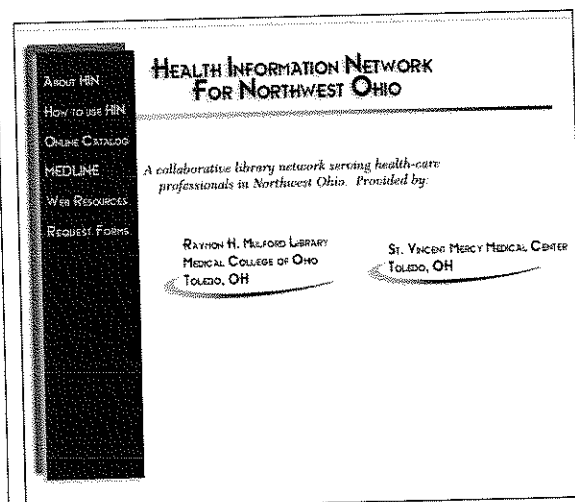 About HIN
How to use HIN
Online Catalog
MEDLINE
Web Resources
Request Forms
Health Information Network
For Northwest Ohio
A collaborative library network serving health-care
professionals in Northwest Ohio. Provided by:
Raymon H. Mulford Library
Medical College of Ohio
Toledo, OH
St. Vincent Mercy Medical Center
Toledo, OH